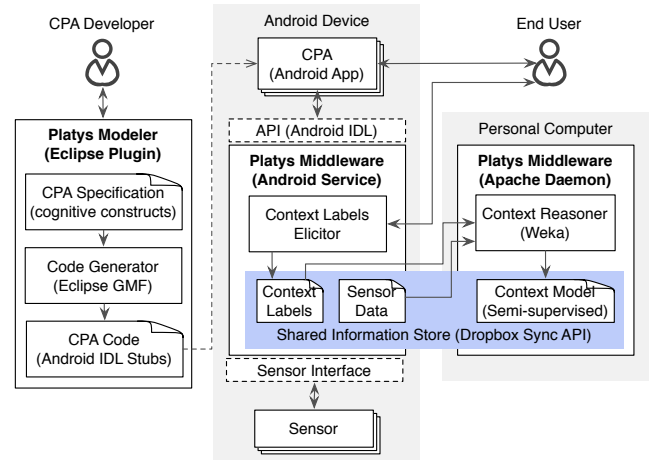 CPA Developer
Android Device
End User
CPA
(Android App)
Platys Modeler
(Eclipse Plugin)
CPA Specification
(cognitive constructs)
Code Generator
(Eclipse GMF)
CPA Code
(Android IDL Stubs)
API (Android IDL)
Platys Middleware
(Android Service)
Context Labels
Elicitor
Context
Labels
Sensor
Data
Personal Computer
Platys Middleware
(Apache Daemon)
Context Reasoner
(Weka)
Context Model
(Semi-supervised)
Shared Information Store (Dropbox Sync API)
Sensor Interface
Sensor